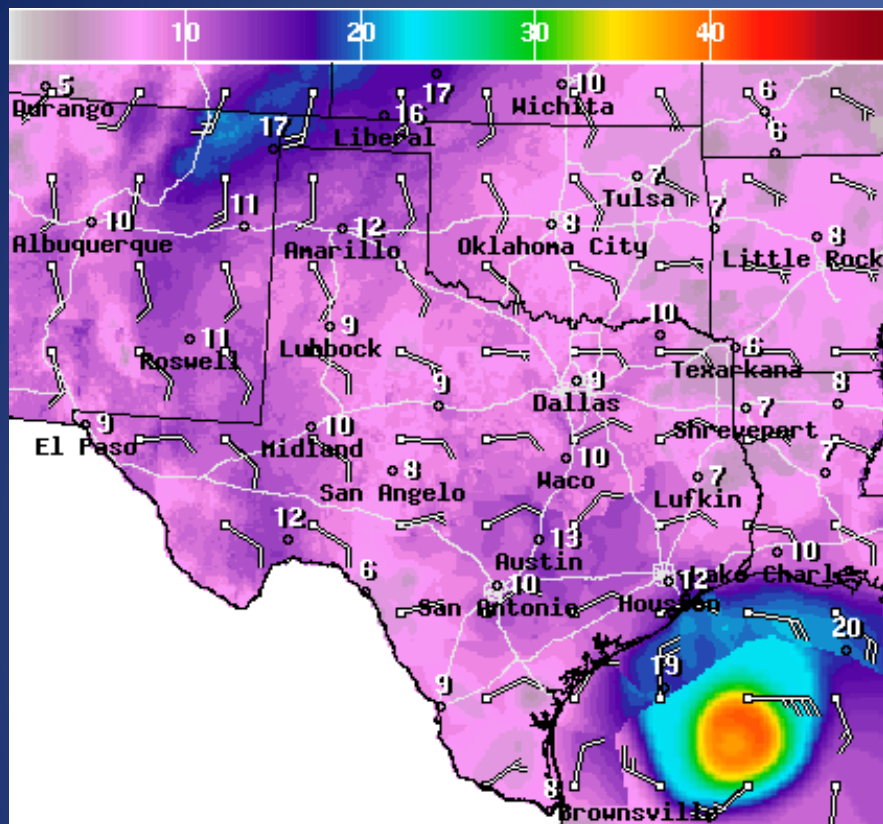 10 20 30 40
5 17 10 6
Durango Wichita
16
Liberal
17 6
7
Tulsa
10 11 12 8 7 8
Albuquerque Amarillo Oklahoma City Little Rock
9 10
11
Roswell Lubbock 6
Texarkana
9
9 Dallas 8
9 10 7
El Paso Midland Shreveport
8 10 7 7
San Angelo Waco Lufkin
12 13 10
Austin Lake Charles
6 10 12
San Antonio Houston
20
19
9
8
Brownsville